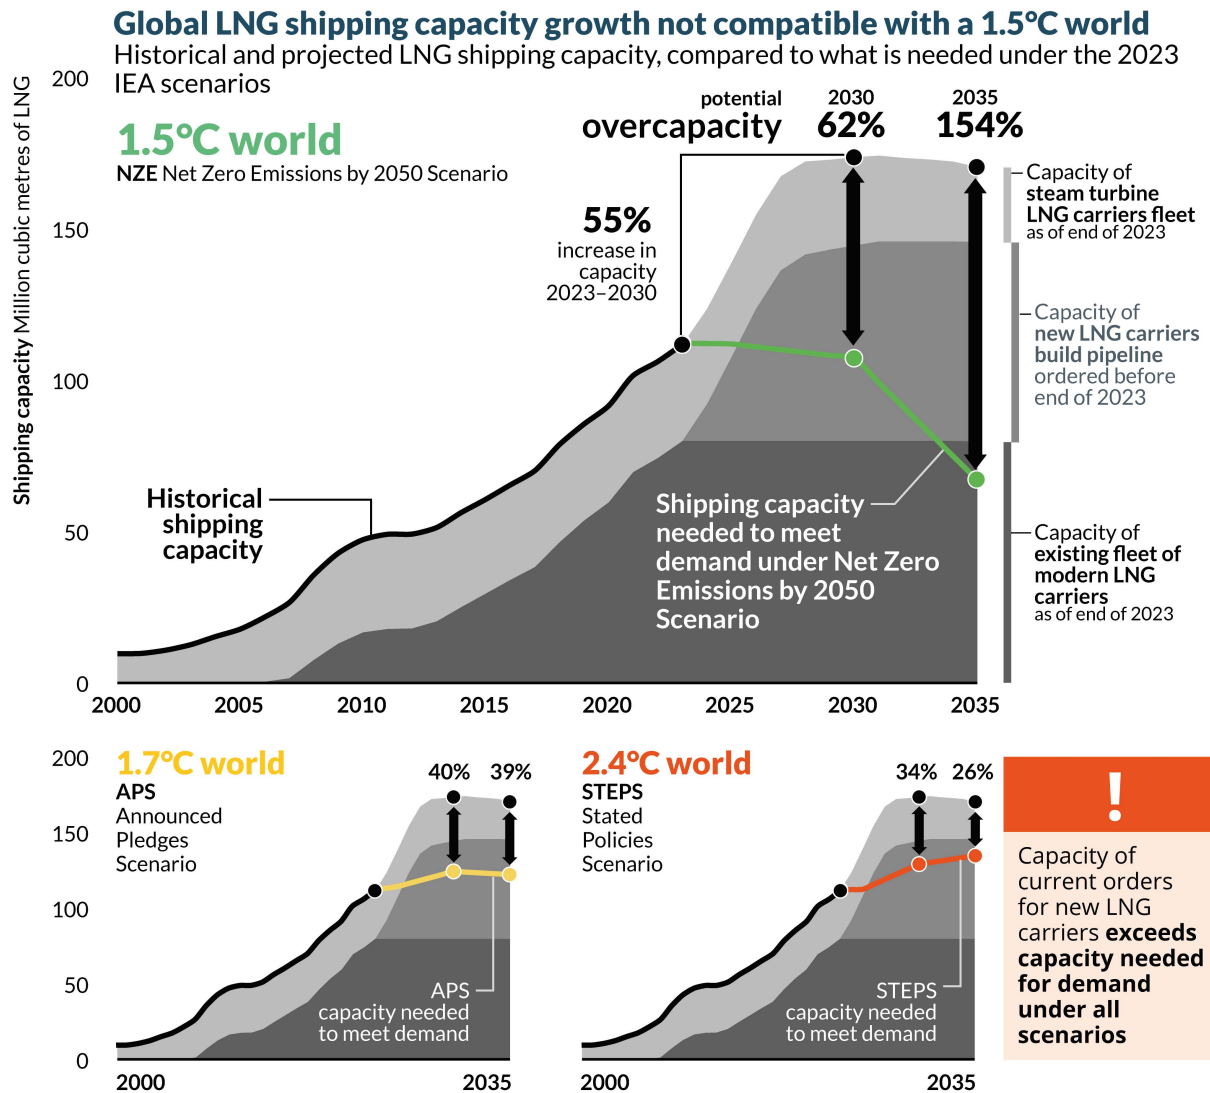 Global LNG shipping capacity growth not compatible with a 1.5°C world
Historical and projected LNG shipping capacity, compared to what is needed under the 2023
IEA scenarios
Shipping capacity Million cubic metres of LNG
200
150
100
50
0
1.5°C world
NZE Net Zero Emissions by 2050 Scenario
potential
overcapacity
2030
62%
2035
154%
55%
increase in
capacity
2023–2030
Historical
shipping
capacity
Shipping capacity
needed to meet
demand under Net Zero
Emissions by 2050
Scenario
Capacity of
steam turbine
LNG carriers fleet
as of end of 2023
Capacity of
new LNG carriers
build pipeline
ordered before
end of 2023
Capacity of
existing fleet of
modern LNG
carriers
as of end of 2023
2000 2005 2010 2015 2020 2025 2030 2035
200
150
100
50
0
1.7°C world
APS
Announced
Pledges
Scenario
40% 39%
APS
capacity needed
to meet demand
2000 2035
2.4°C world
STEPS
Stated
Policies
Scenario
34% 26%
STEPS
capacity needed
to meet demand
2000 2035
!
Capacity of
current orders
for new LNG
carriers exceeds
capacity needed
for demand
under all
scenarios